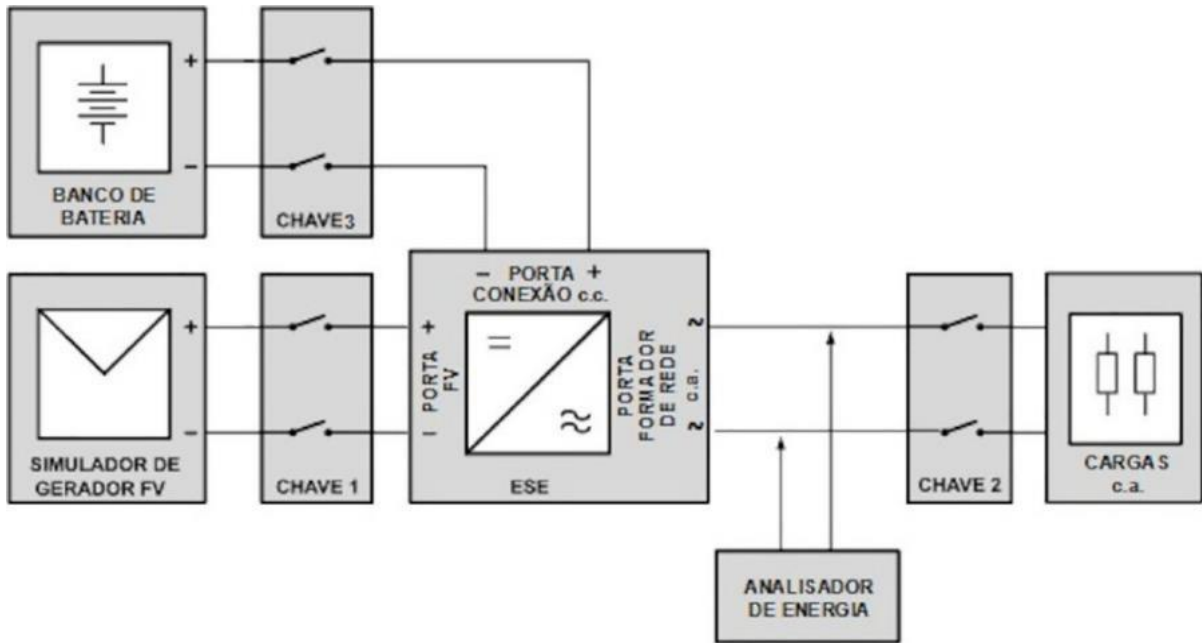 BANCO DE
BATERIA
+
−
CHAVE3
SIMULADOR DE
GERADOR FV
+
−
CHAVE 1
− PORTA +
CONEXÃO c.c.
+
PORTA
FV
−
ESE
PORTA
FORMADOR
DE REDE
~ c.a. ~
CHAVE 2
CARGAS
c.a.
ANALISADOR
DE ENERGIA